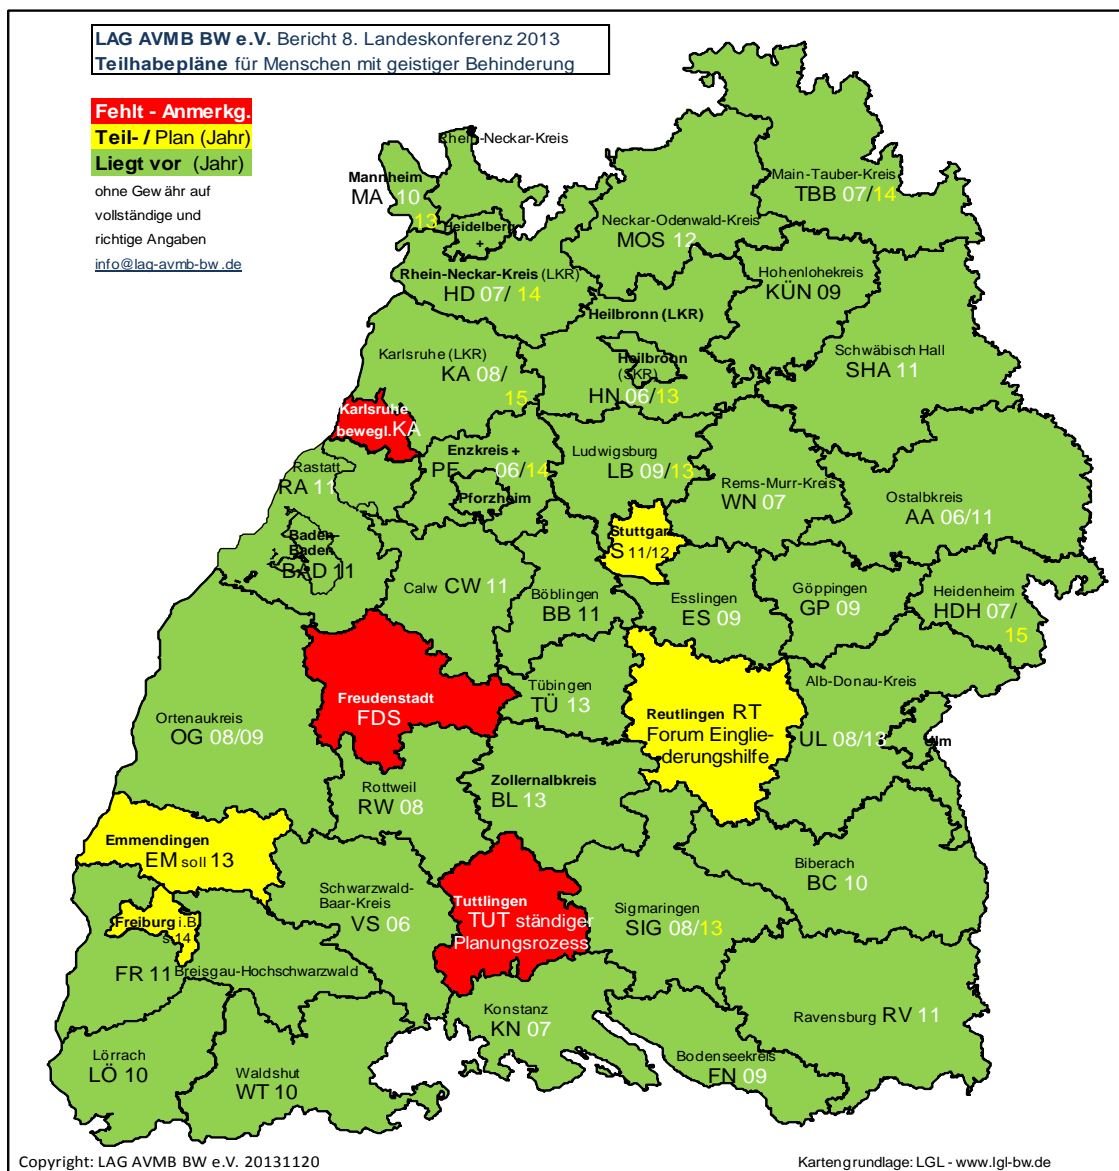 LAG AVMB BW e.V. Bericht 8. Landeskonferenz 2013
Teilhabepläne für Menschen mit geistiger Behinderung
Fehlt - Anmerkg.
Teil- / Plan (Jahr)
Liegt vor (Jahr)
ohne Gewähr auf
vollständige und
richtige Angaben
info@lag-avmb-bw.de
Rhein-Neckar-Kreis
Mannheim
MA 10
13
Heidelberg
+
Rhein-Neckar-Kreis (LKR)
HD 07/ 14
Neckar-Odenwald-Kreis
MOS 12
Main-Tauber-Kreis
TBB 07/14
Hohenlohekreis
KÜN 09
Heilbronn (LKR)
Heilbronn
(SKR)
HN 06/13
Schwäbisch Hall
SHA 11
Karlsruhe (LKR)
KA 08/
15
Karlsruhe
bewegl.KA
Enzkreis +
PF 06/14
Pforzheim
Ludwigsburg
LB 09/13
Rems-Murr-Kreis
WN 07
Ostalbkreis
AA 06/11
Rastatt
RA 11
Baden-
Baden
BAD 11
Calw CW 11
Böblingen
BB 11
Stuttgart
S 11/12
Esslingen
ES 09
Göppingen
GP 09
Heidenheim
HDH 07/
15
Freudenstadt
FDS
Tübingen
TÜ 13
Reutlingen RT
Forum Einglie-
derungshilfe
Alb-Donau-Kreis
UL 08/13
Ulm
Ortenaukreis
OG 08/09
Rottweil
RW 08
Zollernalbkreis
BL 13
Emmendingen
EM soll 13
Schwarzwald-
Baar-Kreis
VS 06
Tuttlingen
TUT ständiger
Planungsrozess
Sigmaringen
SIG 08/13
Biberach
BC 10
Freiburg i.B
s.14
FR 11 Breisgau-Hochschwarzwald
Konstanz
KN 07
Ravensburg RV 11
Bodenseekreis
FN 09
Lörrach
LÖ 10
Waldshut
WT 10
Copyright: LAG AVMB BW e.V. 20131120
Kartengrundlage: LGL - www.lgl-bw.de